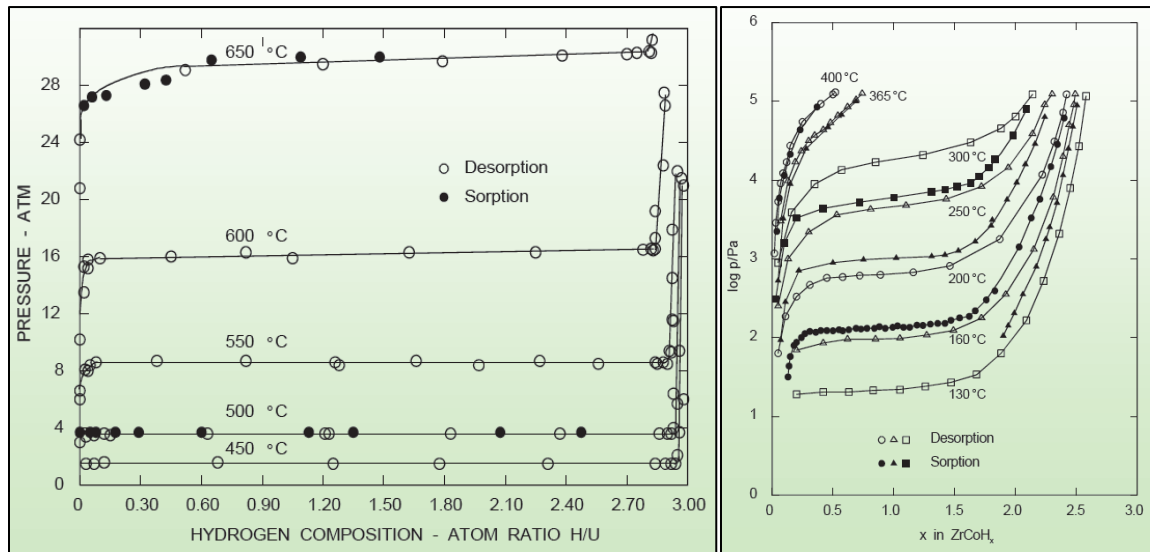 28
24
20
16
12
8
4
0
PRESSURE - ATM
650 °C
Desorption
Sorption
600 °C
550 °C
500 °C
450 °C
0 0.30 0.60 0.90 1.20 1.50 1.80 2.10 2.40 2.70 3.00
HYDROGEN COMPOSITION - ATOM RATIO H/U
6
5
4
3
2
1
0
log p/Pa
400°C
365°C
300°C
250°C
200°C
160°C
130°C
Desorption
Sorption
0 0.5 1.0 1.5 2.0 2.5 3.0
x in ZrCoHx